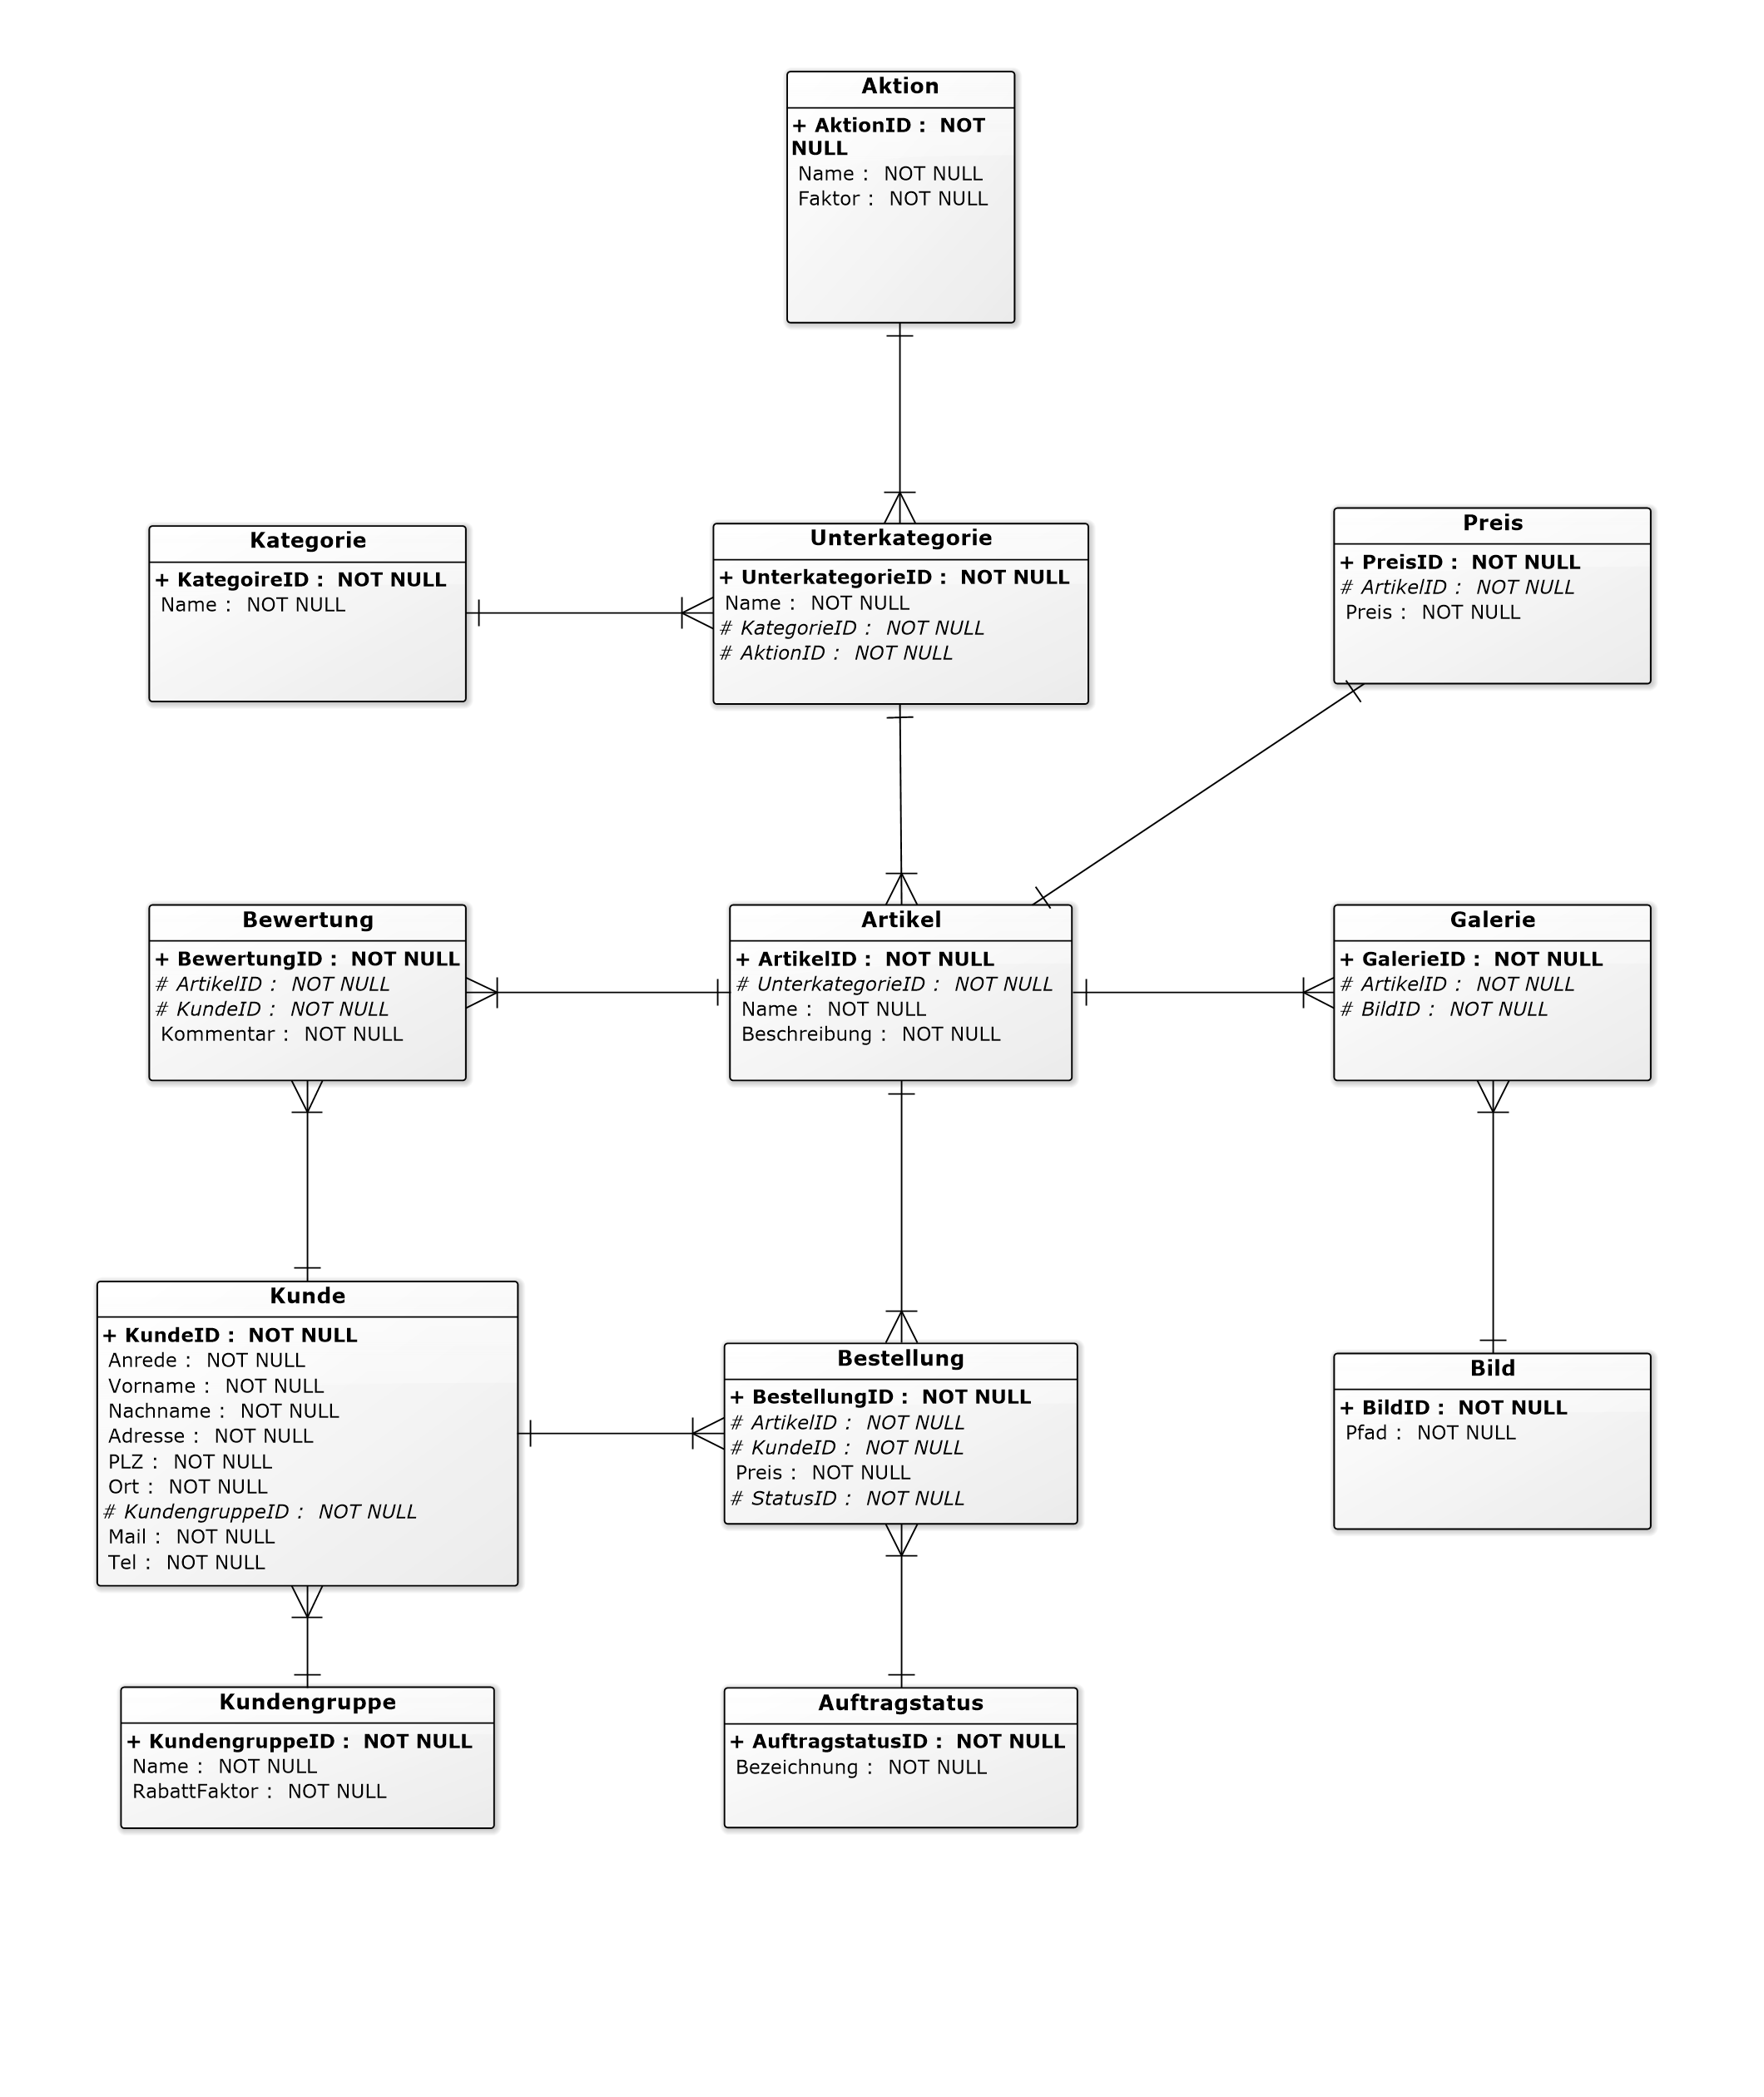 Aktion
+ AktionID : NOT
NULL
Name : NOT NULL
Faktor : NOT NULL
Kategorie
+ KategoireID : NOT NULL
Name : NOT NULL
Unterkategorie
+ UnterkategorieID : NOT NULL
Name : NOT NULL
# KategorieID : NOT NULL
# AktionID : NOT NULL
Preis
+ PreisID : NOT NULL
# ArtikelID : NOT NULL
Preis : NOT NULL
Bewertung
+ BewertungID : NOT NULL
# ArtikelID : NOT NULL
# KundeID : NOT NULL
Kommentar : NOT NULL
Artikel
+ ArtikelID : NOT NULL
# UnterkategorieID : NOT NULL
Name : NOT NULL
Beschreibung : NOT NULL
Galerie
+ GalerieID : NOT NULL
# ArtikelID : NOT NULL
# BildID : NOT NULL
Kunde
+ KundeID : NOT NULL
Anrede : NOT NULL
Vorname : NOT NULL
Nachname : NOT NULL
Adresse : NOT NULL
PLZ : NOT NULL
Ort : NOT NULL
# KundengruppeID : NOT NULL
Mail : NOT NULL
Tel : NOT NULL
Bestellung
+ BestellungID : NOT NULL
# ArtikelID : NOT NULL
# KundeID : NOT NULL
Preis : NOT NULL
# StatusID : NOT NULL
Bild
+ BildID : NOT NULL
Pfad : NOT NULL
Kundengruppe
+ KundengruppeID : NOT NULL
Name : NOT NULL
RabattFaktor : NOT NULL
Auftragstatus
+ AuftragstatusID : NOT NULL
Bezeichnung : NOT NULL